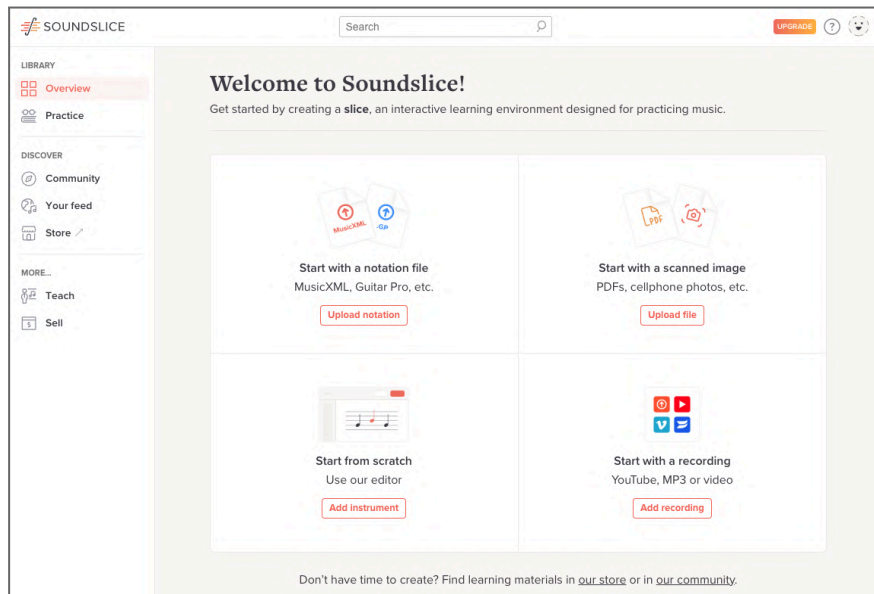 SOUNDSLICE
Search
UPGRADE
?
LIBRARY
Overview
Practice
DISCOVER
Community
Your feed
Store
MORE...
Teach
$
Sell
Welcome to Soundslice!
Get started by creating a slice, an interactive learning environment designed for practicing music.
MusicXML
.GP
Start with a notation file
MusicXML, Guitar Pro, etc.
Upload notation
PDF
Start with a scanned image
PDFs, cellphone photos, etc.
Upload file
Start from scratch
Use our editor
Add instrument
Start with a recording
YouTube, MP3 or video
Add recording
Don't have time to create? Find learning materials in our store or in our community.